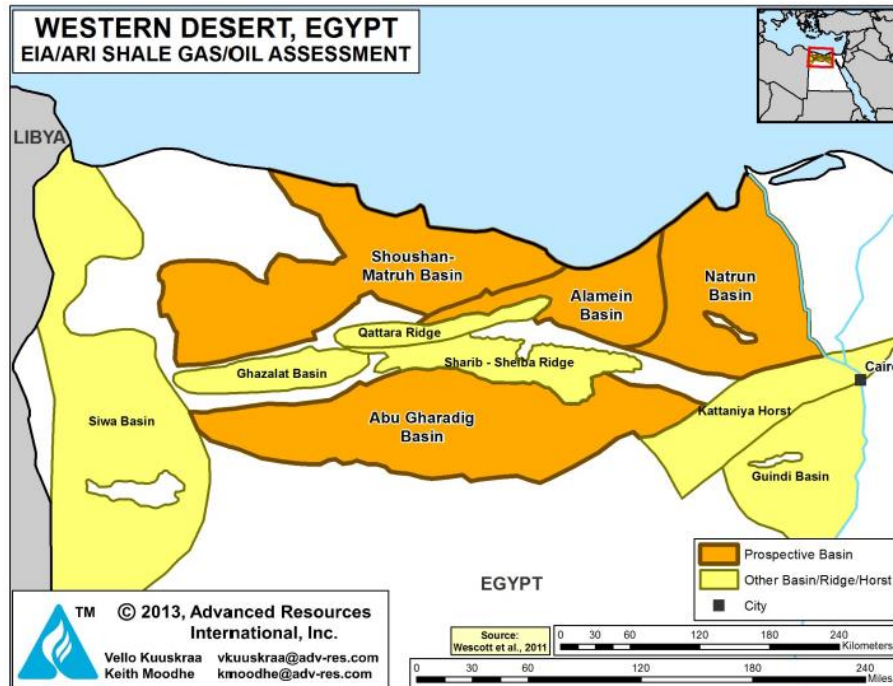 WESTERN DESERT, EGYPT
EIA/ARI SHALE GAS/OIL ASSESSMENT
LIBYA
Shoushan-
Matruh Basin
Natrun
Basin
Alamein
Basin
Qattara Ridge
Sharib - Sheiba Ridge
Ghazalat Basin
Cairo
Siwa Basin
Abu Gharadig
Basin
Kattaniya Horst
Guindi Basin
EGYPT
Prospective Basin
Other Basin/Ridge/Horst
City
TM
© 2013, Advanced Resources
International, Inc.
Vello Kuuskraa vkuuskraa@adv-res.com
Keith Moodhe kmoodhe@adv-res.com
Source:
Wescott et al., 2011
0 30 60 120 180 240
Kilometers
0 30 60 120 180 240
Miles